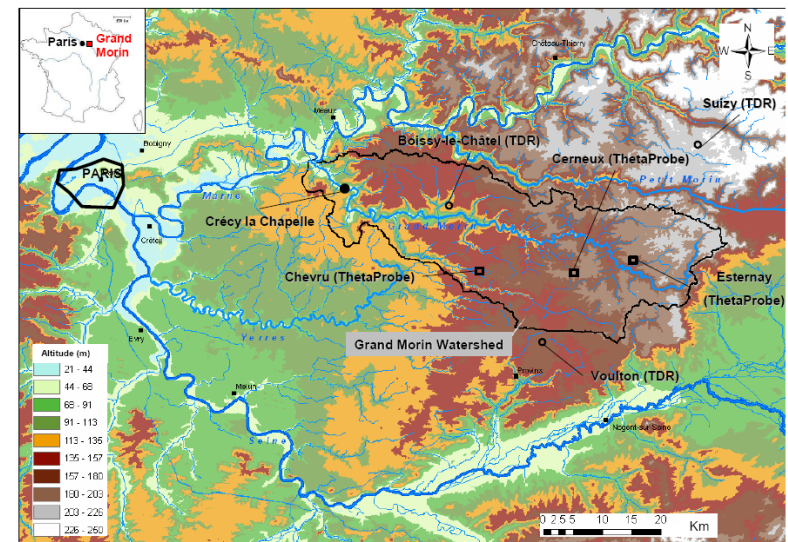 Paris
Grand
Morin
N
W
E
S
Château-Thierry
Suizy (TDR)
Meaux
Boissy-le-Châtel (TDR)
Cerneux (ThetaProbe)
Bobigny
PARIS
Marne
Petit Morin
Crécy la Chapelle
Grand Morin
Créteil
Chevru (ThetaProbe)
Esternay
(ThetaProbe)
Evry
Yerres
Grand Morin Watershed
Voulton (TDR)
Provins
Melun
Nogent-sur-Seine
Seine
Altitude (m)
21 - 44
44 - 68
68 - 91
91 - 113
113 - 135
135 - 157
157 - 180
180 - 203
203 - 226
226 - 250
0 2.5 5 10 15 20
Km